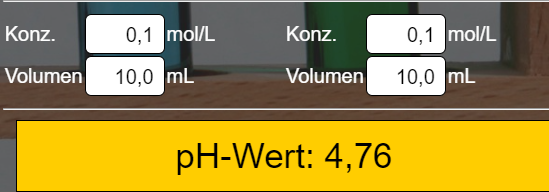 Konz. 0,1 mol/L Konz. 0,1 mol/L
Volumen 10,0 mL Volumen 10,0 mL
pH-Wert: 4,76